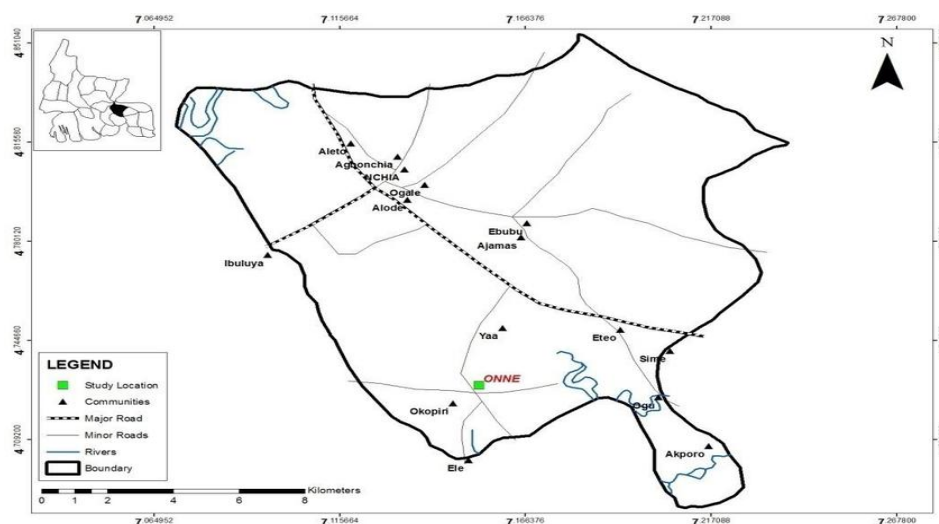 7.064952 7.115664 7.166376 7.217088 7.267800
4.851040
N
4.815580
Aleto
Agbonchia
NCHIA
Ogale
Alode
Ebubu
4.780120
Ajamas
Ibuluya
4.744660
Yaa
Eteo
Sime
LEGEND
Study Location
ONNE
Communities
Ogu
Okopiri
Major Road
Minor Roads
4.709200
Rivers
Akporo
Boundary
Ele
Kilometers
0 1 2 4 6 8
7.064952 7.115664 7.166376 7.217088 7.267800